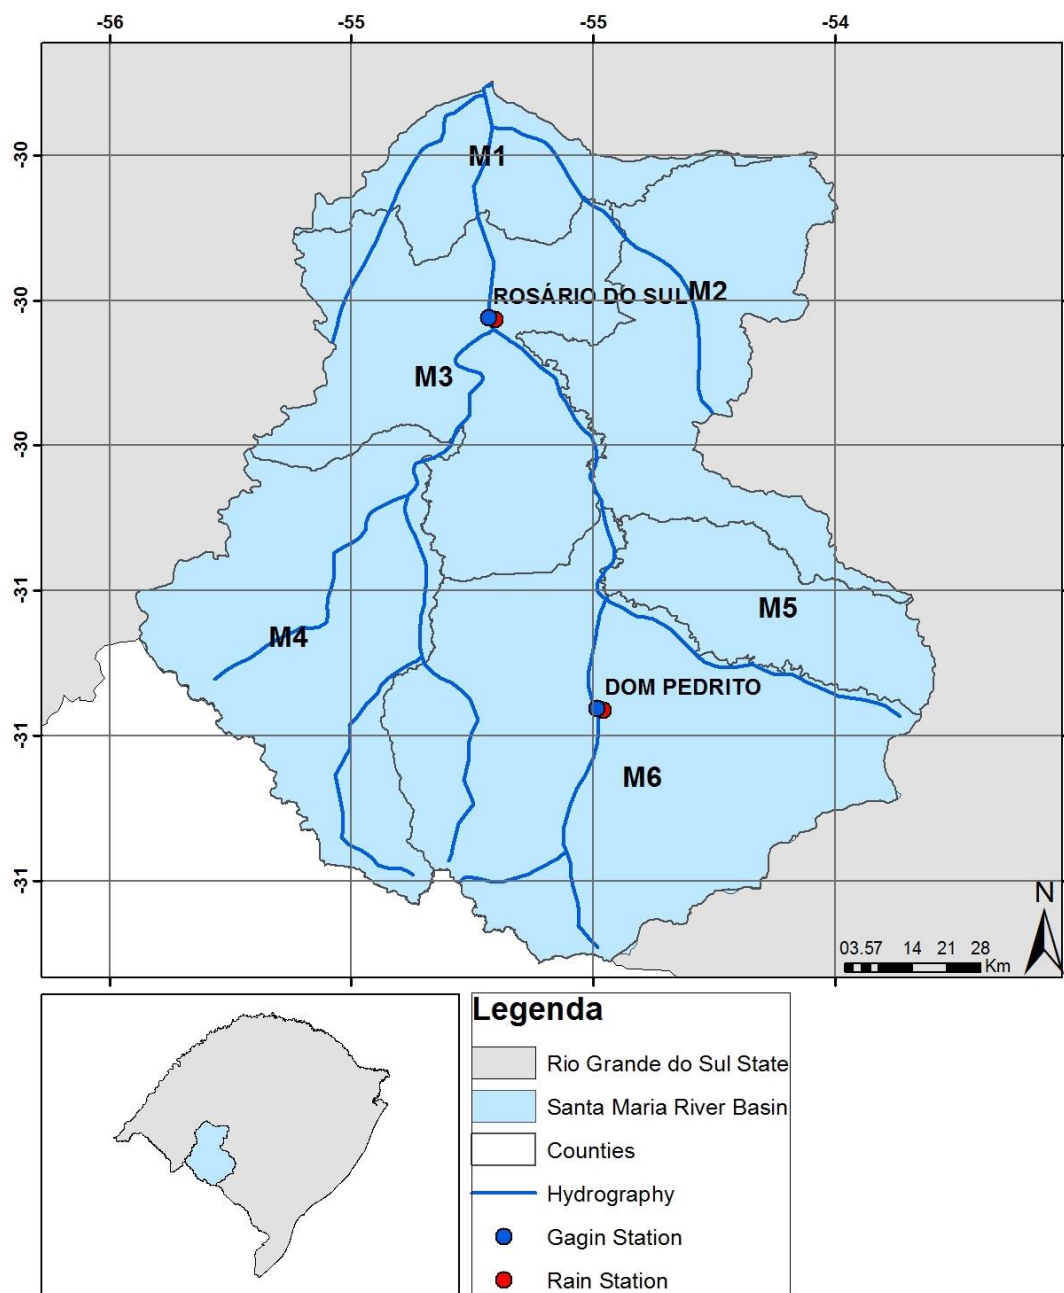 -56 -55 -55 -54
-30
M1
-30
ROSÁRIO DO SUL M2
M3
-30
-31
M5
M4
DOM PEDRITO
-31
M6
-31
N
03.57 14 21 28
Km
Legenda
Rio Grande do Sul State
Santa Maria River Basin
Counties
Hydrography
Gagin Station
Rain Station